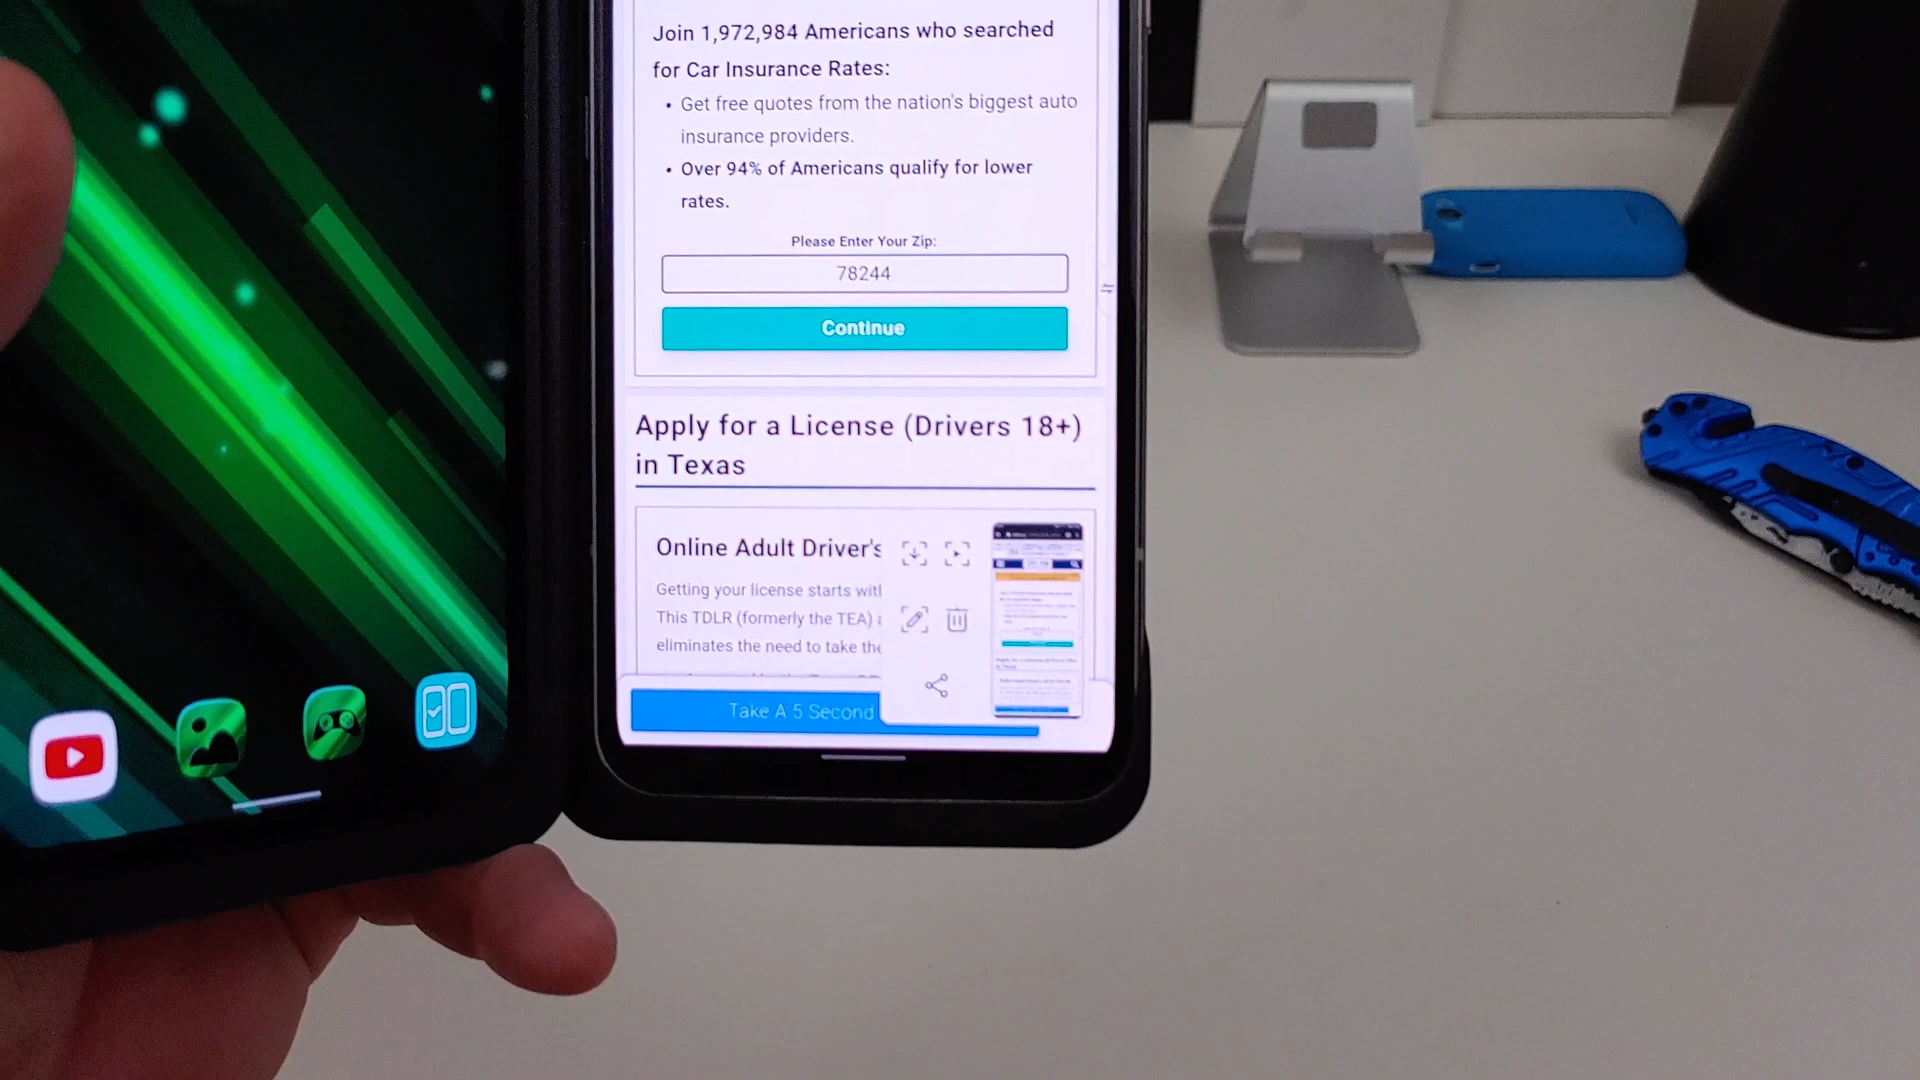 Join 1,972,984 Americans who searched
for Car Insurance Rates:
• Get free quotes from the nation's biggest auto
insurance providers.
• Over 94% of Americans qualify for lower
rates.
Please Enter Your Zip:
78244
Continue
Apply for a License (Drivers 18+)
in Texas
Online Adult Driver's
Getting your license starts with
This TDLR (formerly the TEA)
eliminates the need to take the
Take A 5 Second